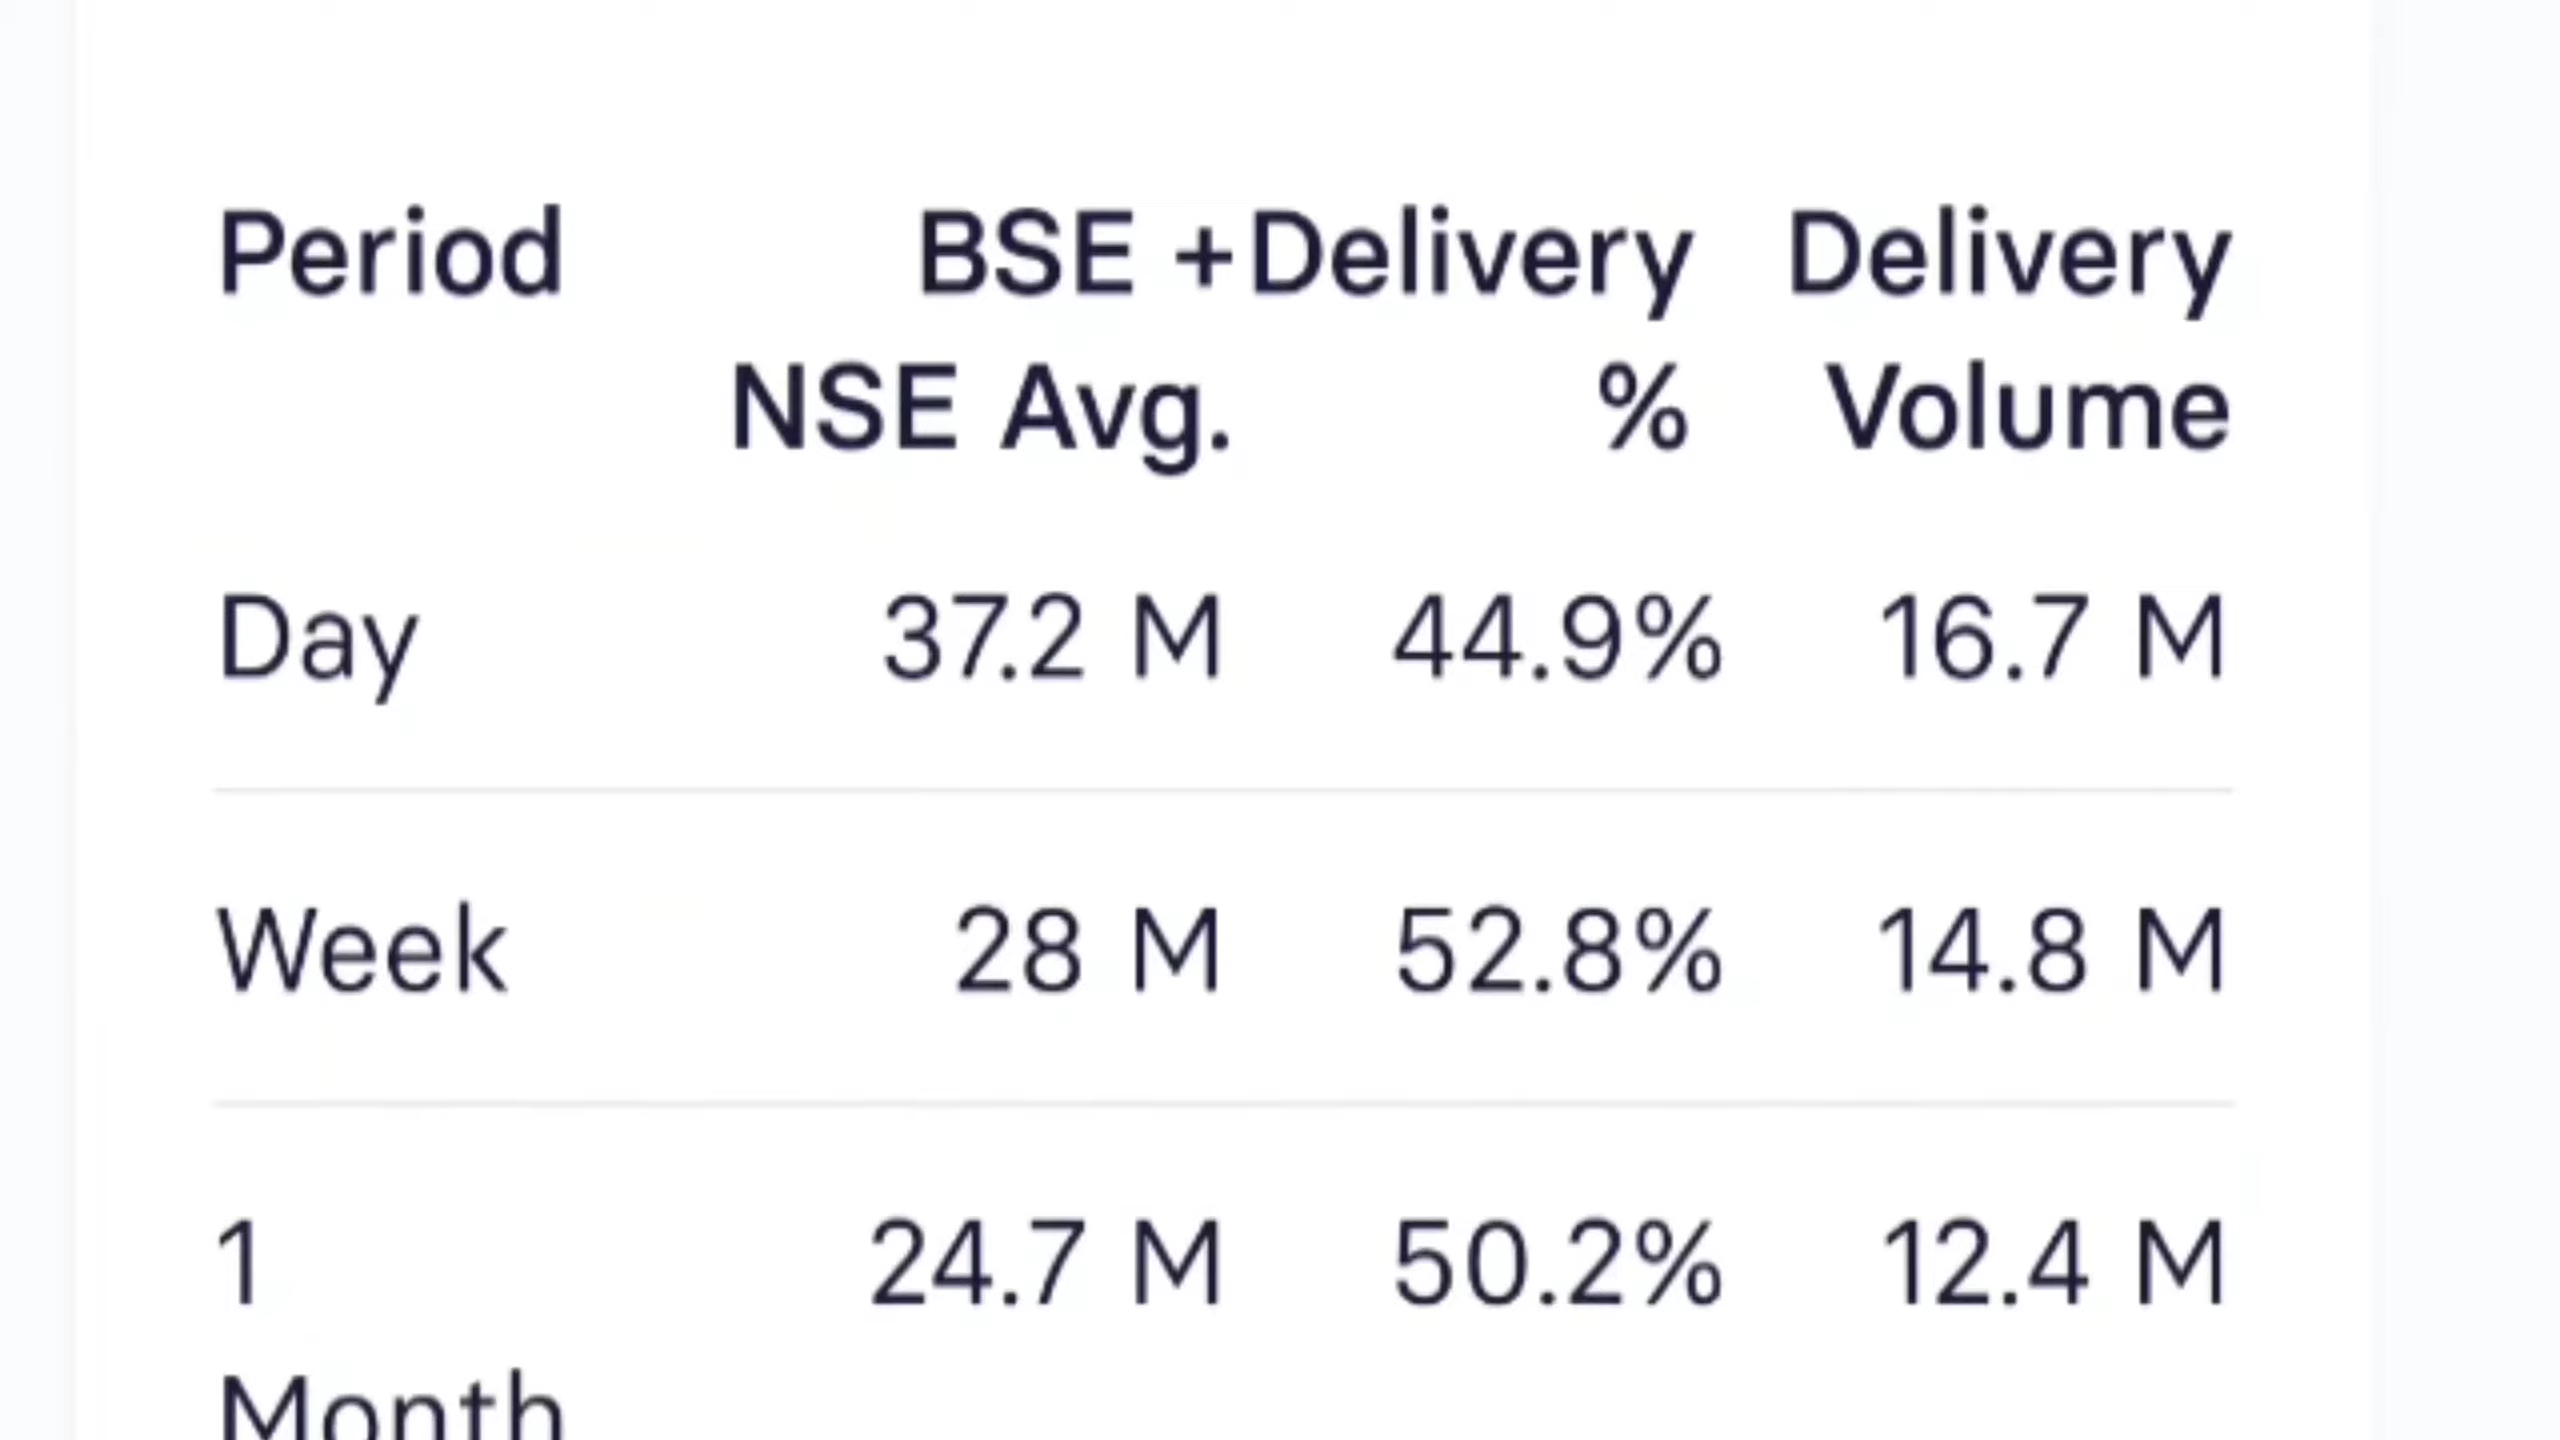 Period BSE + Delivery Delivery
NSE Avg. % Volume
Day 37.2 M 44.9% 16.7 M
Week 28 M 52.8% 14.8 M
1 24.7 M 50.2% 12.4 M
Month